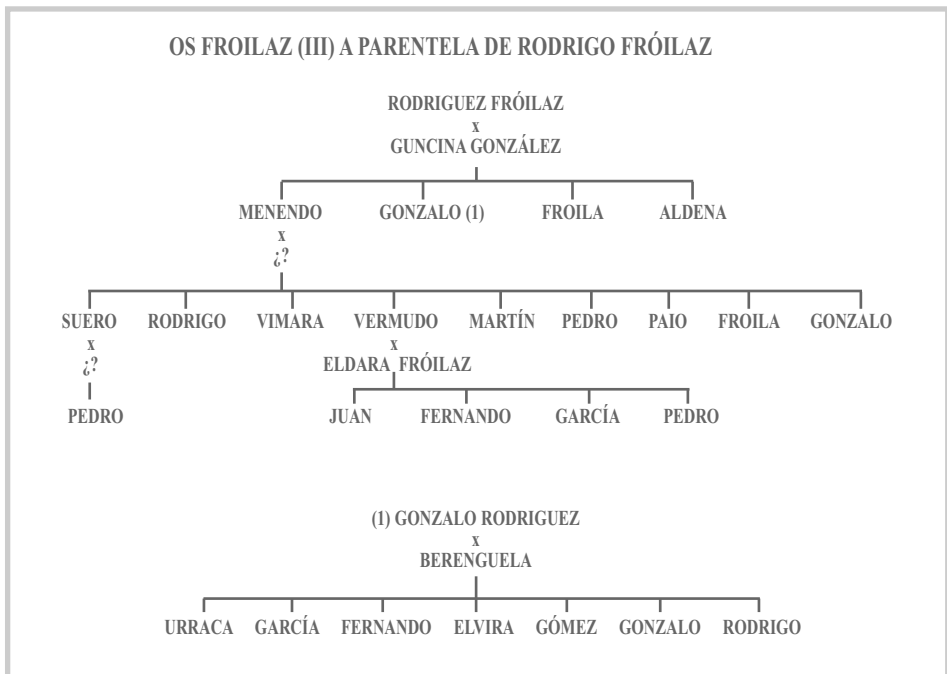 OS FROILAZ (III) A PARENTELA DE RODRIGO FRÓILAZ
RODRIGUEZ FRÓILAZ
x
GUNCINA GONZÁLEZ
MENENDO GONZALO (1) FROILA ALDENA
x
¿?
SUERO RODRIGO VIMARA VERMUDO MARTÍN PEDRO PAIO FROILA GONZALO
x x
¿? ELDARA FRÓILAZ
PEDRO JUAN FERNANDO GARCÍA PEDRO
(1) GONZALO RODRIGUEZ
x
BERENGUELA
URRACA GARCÍA FERNANDO ELVIRA GÓMEZ GONZALO RODRIGO